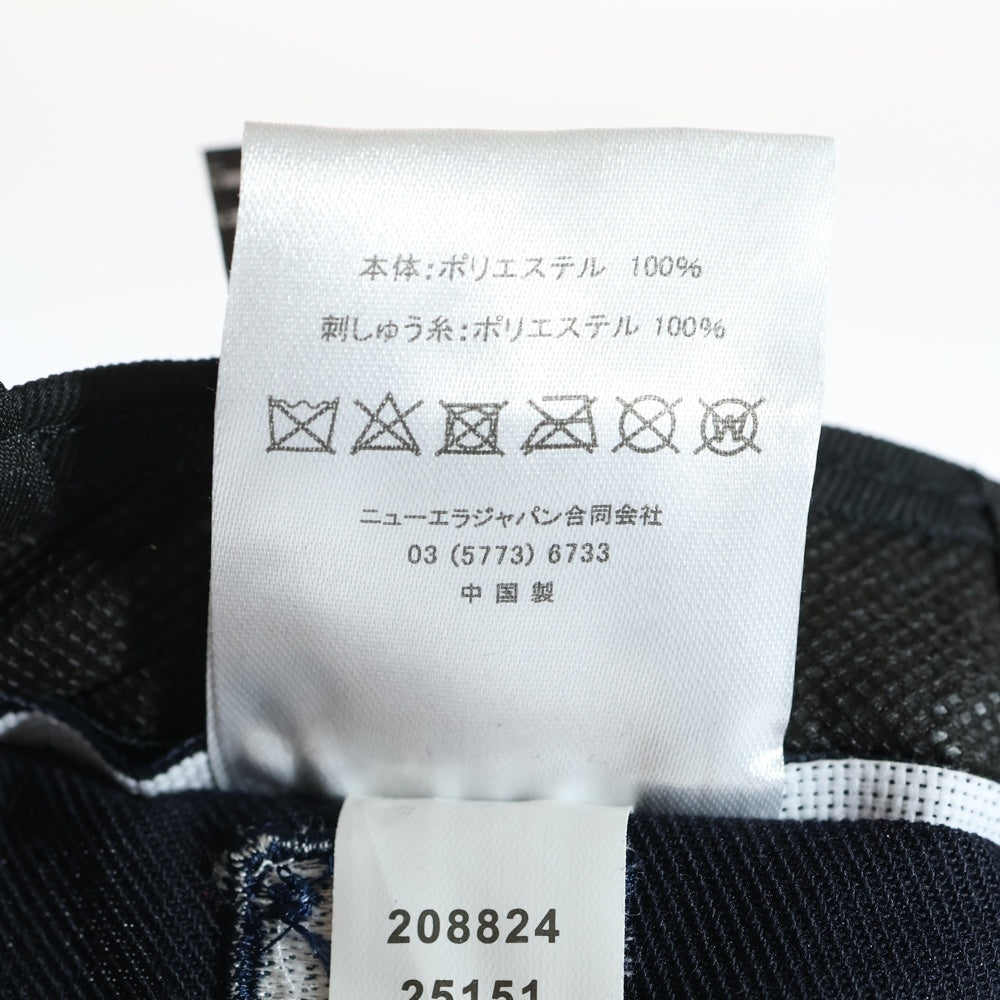 本体:ポリエステル 100%
刺しゅう糸:ポリエステル 100%
W
ニューエラジャパン合同会社
03 (5773) 6733
中国製
208824
25151